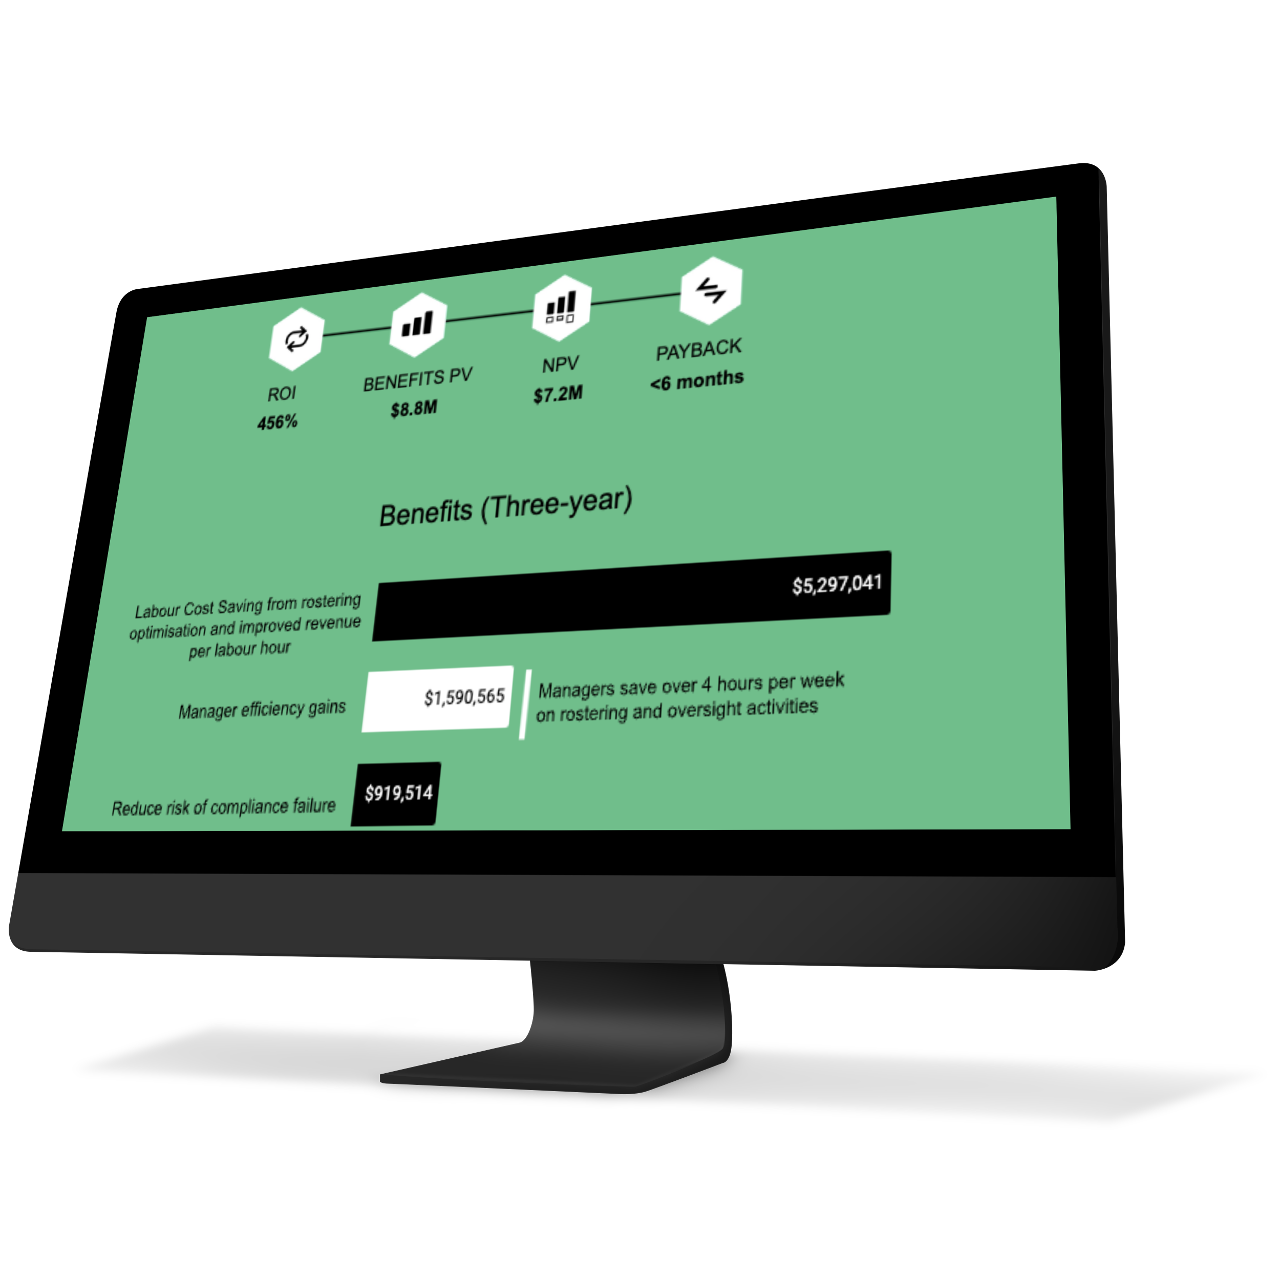 ROI
456%
BENEFITS PV
$8.8M
NPV
$7.2M
PAYBACK
<6 months
Benefits (Three-year)
Labour Cost Saving from rostering
optimisation and improved revenue
per labour hour
$5,297,041
Manager efficiency gains
$1,590,565
Managers save over 4 hours per week
on rostering and oversight activities
Reduce risk of compliance failure
$919,514